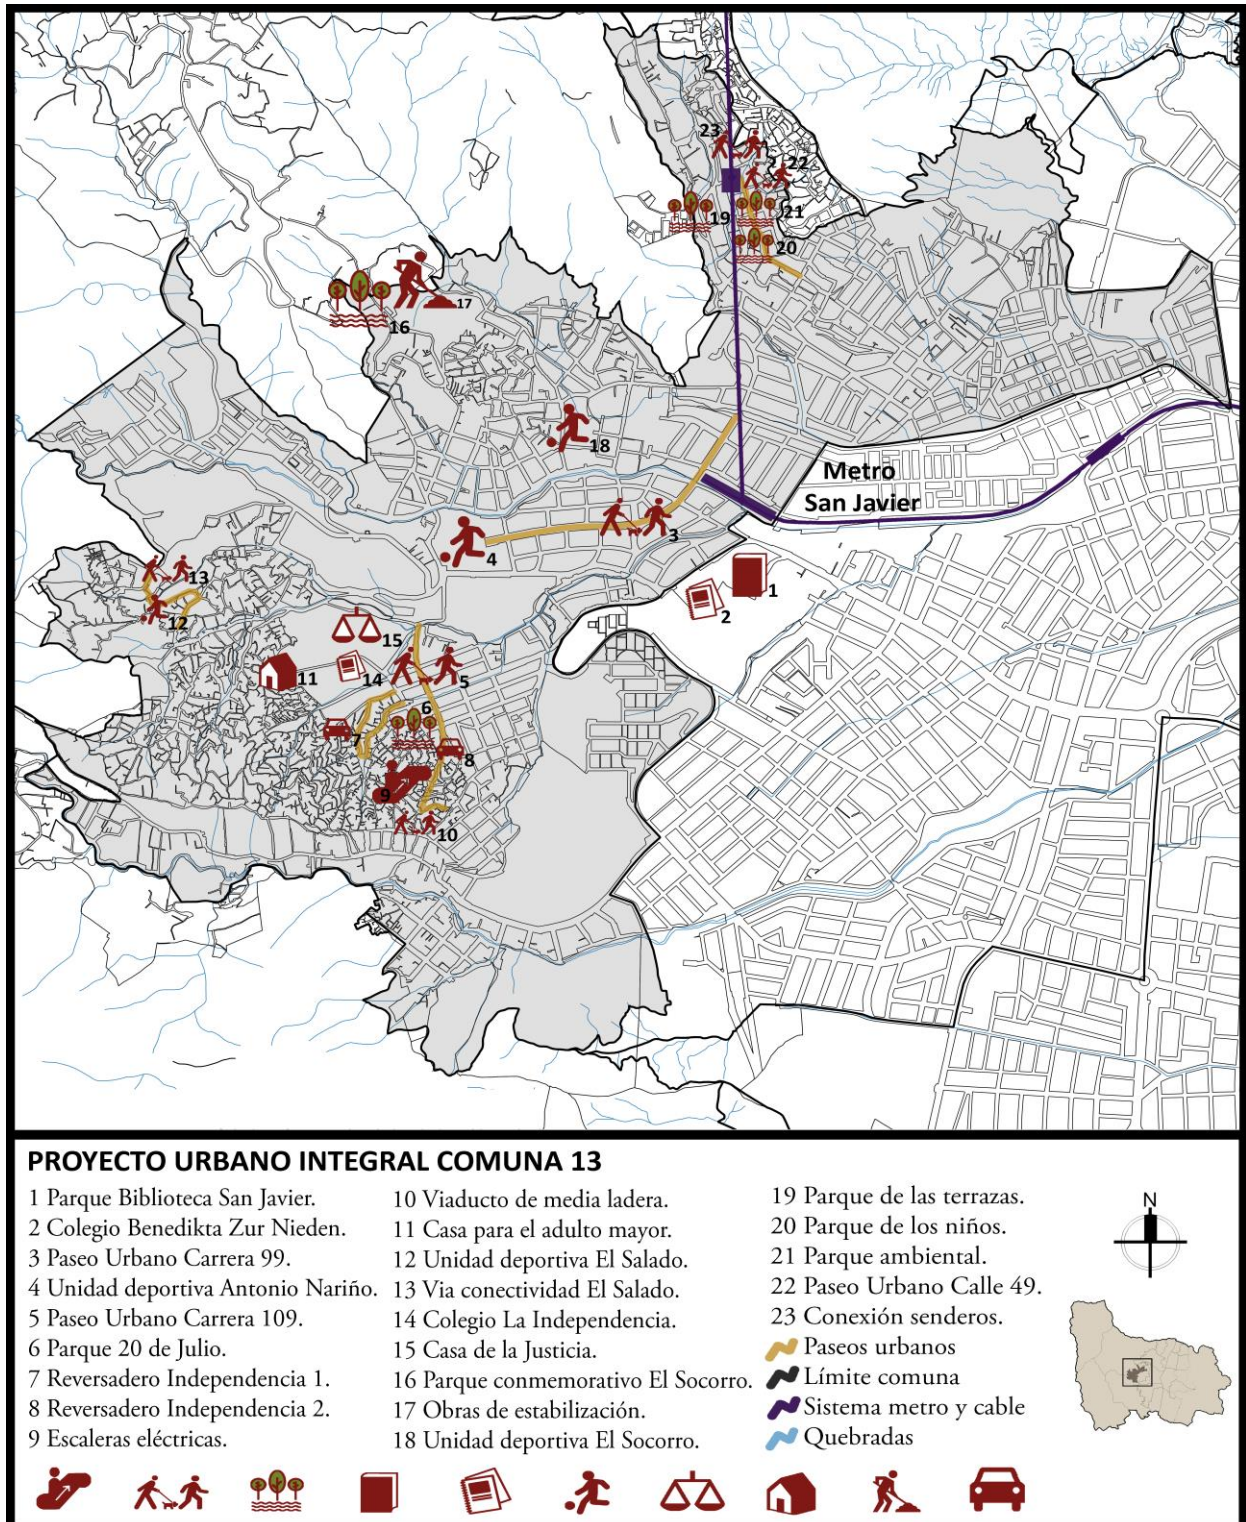 23
22
19
21
20
17
16
18
Metro
San Javier
3
4
1
2
13
12
15
11
14
5
6
7
8
9
10
PROYECTO URBANO INTEGRAL COMUNA 13
1 Parque Biblioteca San Javier.
2 Colegio Benedikta Zur Nieden.
3 Paseo Urbano Carrera 99.
4 Unidad deportiva Antonio Nariño.
5 Paseo Urbano Carrera 109.
6 Parque 20 de Julio.
7 Reversadero Independencia 1.
8 Reversadero Independencia 2.
9 Escaleras eléctricas.
10 Viaducto de media ladera.
11 Casa para el adulto mayor.
12 Unidad deportiva El Salado.
13 Via conectividad El Salado.
14 Colegio La Independencia.
15 Casa de la Justicia.
16 Parque conmemorativo El Socorro.
17 Obras de estabilización.
18 Unidad deportiva El Socorro.
19 Parque de las terrazas.
20 Parque de los niños.
21 Parque ambiental.
22 Paseo Urbano Calle 49.
23 Conexión senderos.
Paseos urbanos
Límite comuna
Sistema metro y cable
Quebradas
N